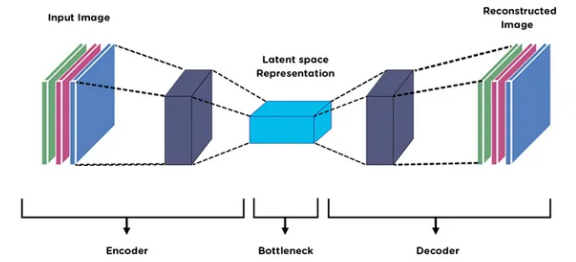 Input Image
Reconstructed
Image
Latent space
Representation
Encoder
Bottleneck
Decoder